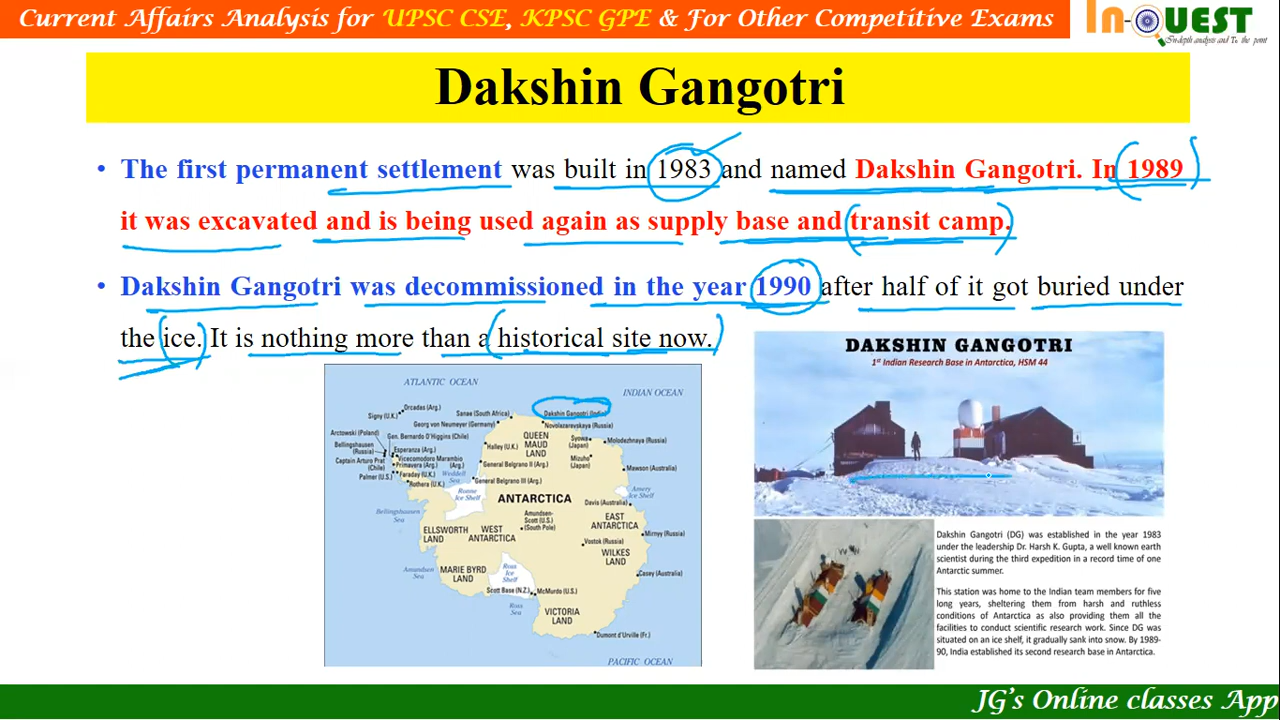 Current Affairs Analysis for UPSC CSE, KPSC GPE & For Other Competitive Exams
In-QUEST
In-depth analysis and To the point
Dakshin Gangotri
• The first permanent settlement was built in 1983 and named Dakshin Gangotri. In 1989
it was excavated and is being used again as supply base and transit camp.
• Dakshin Gangotri was decommissioned in the year 1990 after half of it got buried under
the ice. It is nothing more than a historical site now.
ATLANTIC OCEAN
INDIAN OCEAN
Orcadas (Arg.)
Signy (U.K.)
Sanae (South Africa)
Dakshin Gangotri (India)
Georg von Neumeyer (Germany)
Novolazarevskaya (Russia)
Arctowski (Poland)
Gen. Bernardo O'Higgins (Chile)
Bellingshausen
(Russia)
Esperanza (Arg.)
Captain Arturo Prat
(Chile)
Vicecomodoro Marambio
(Arg.)
Primavera (Arg.)
Palmer (U.S.)
Faraday (U.K.)
Rothera (U.K.)
Weddell
Sea
Halley (U.K.)
QUEEN
MAUD
LAND
Syowa
(Japan)
Molodezhnaya (Russia)
Mizuho
(Japan)
General Belgrano II (Arg.)
Mawson (Australia)
General Belgrano III (Arg.)
Ronne
Ice Shelf
ANTARCTICA
Amery
Ice Shelf
Davis (Australia)
Bellingshausen
Sea
Amundsen-
Scott (U.S.)
(South Pole)
EAST
ANTARCTICA
ELLSWORTH
LAND
WEST
ANTARCTICA
Mirnyy (Russia)
Vostok (Russia)
WILKES
LAND
Amundsen
Sea
MARIE BYRD
LAND
Ross
Ice
Shelf
Casey (Australia)
Scott Base (N.Z.)
McMurdo (U.S.)
Ross
Sea
VICTORIA
LAND
Dumont d'Urville (Fr.)
PACIFIC OCEAN
DAKSHIN GANGOTRI
1st Indian Research Base in Antarctica, HSM 44
Dakshin Gangotri (DG) was established in the year 1983
under the leadership Dr. Harsh K. Gupta, a well known earth
scientist during the third expedition in a record time of one
Antarctic summer.
This station was home to the Indian team members for five
long years, sheltering them from harsh and ruthless
conditions of Antarctica as also providing them all the
facilities to conduct scientific research work. Since DG was
situated on an ice shelf, it gradually sank into snow. By 1989-
90, India established its second research base in Antarctica.
JG's Online classes App